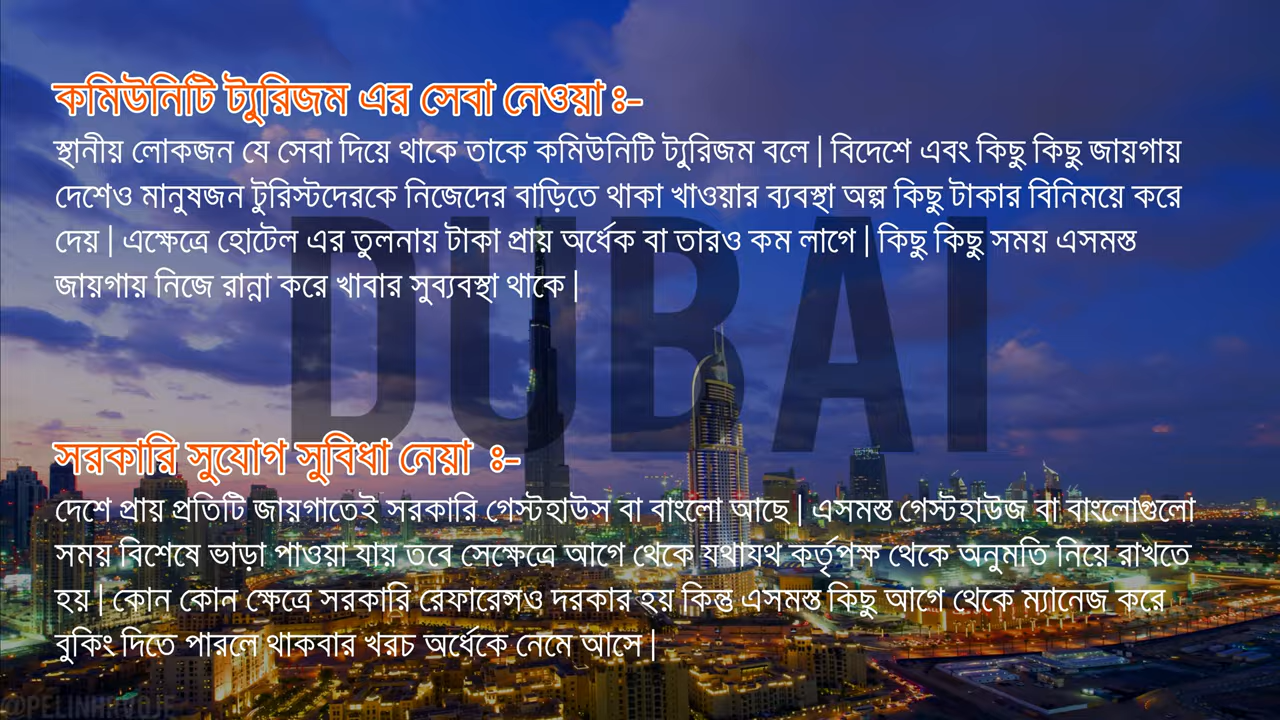 কমিউনিটি ট্যুরিজম এর সেবা নেওয়া ঃ-
স্থানীয় লোকজন যে সেবা দিয়ে থাকে তাকে কমিউনিটি ট্যুরিজম বলে | বিদেশে এবং কিছু কিছু জায়গায়
দেশেও মানুষজন টুরিস্টদেরকে নিজেদের বাড়িতে থাকা খাওয়ার ব্যবস্থা অল্প কিছু টাকার বিনিময়ে করে
দেয় | এক্ষেত্রে হোটেল এর তুলনায় টাকা প্রায় অর্ধেক বা তারও কম লাগে | কিছু কিছু সময় এসমস্ত
জায়গায় নিজে রান্না করে খাবার সুব্যবস্থা থাকে |
DUBAI
সরকারি সুযোগ সুবিধা নেয়া ঃ-
দেশে প্রায় প্রতিটি জায়গাতেই সরকারি গেস্টহাউস বা বাংলো আছে | এসমস্ত গেস্টহাউজ বা বাংলোগুলো
সময় বিশেষে ভাড়া পাওয়া যায় তবে সেক্ষেত্রে আগে থেকে যথাযথ কর্তৃপক্ষ থেকে অনুমতি নিয়ে রাখতে
হয় | কোন কোন ক্ষেত্রে সরকারি রেফারেন্সও দরকার হয় কিন্তু এসমস্ত কিছু আগে থেকে ম্যানেজ করে
বুকিং দিতে পারলে থাকবার খরচ অর্ধেকে নেমে আসে |